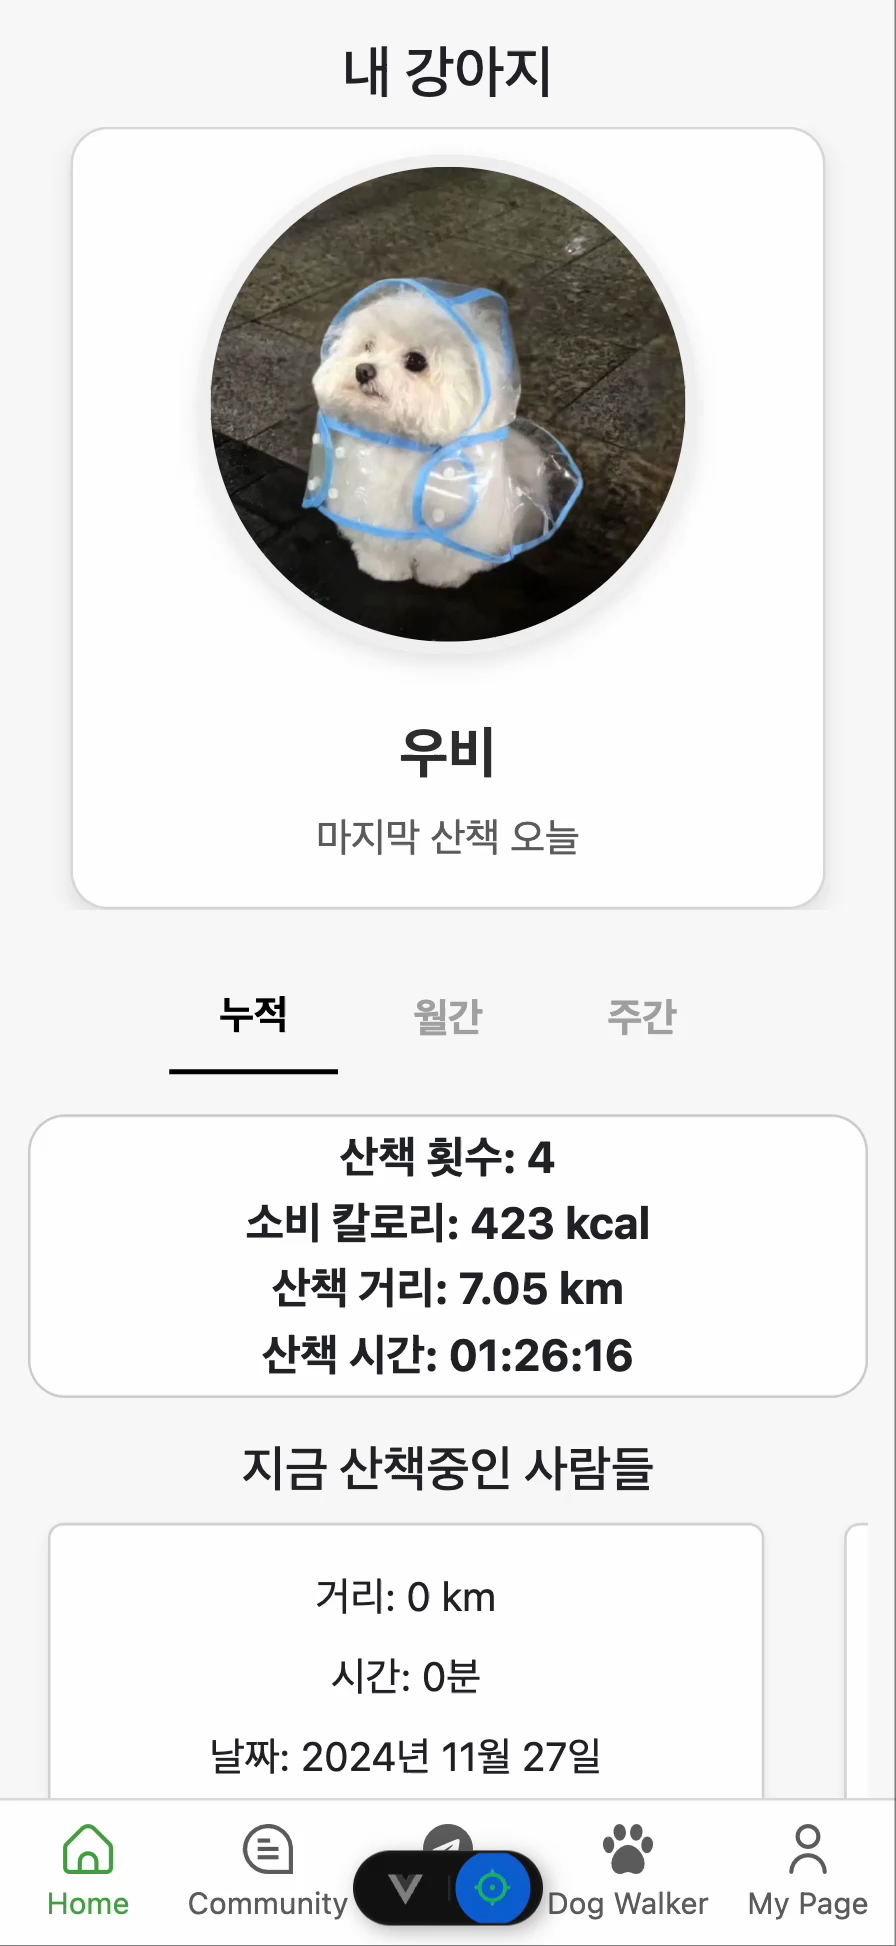 내 강아지
우비
마지막 산책 오늘
누적 월간 주간
산책 횟수: 4
소비 칼로리: 423 kcal
산책 거리: 7.05 km
산책 시간: 01:26:16
지금 산책중인 사람들
거리: 0 km
시간: 0분
날짜: 2024년 11월 27일
Home Community Dog Walker My Page